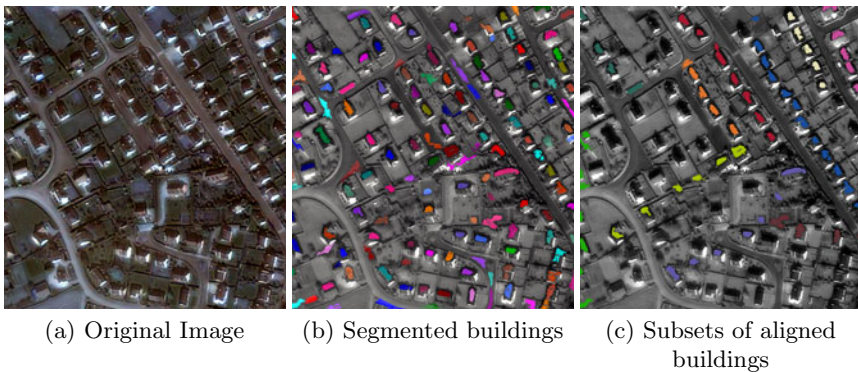 (a) Original Image
(b) Segmented buildings
(c) Subsets of aligned
buildings